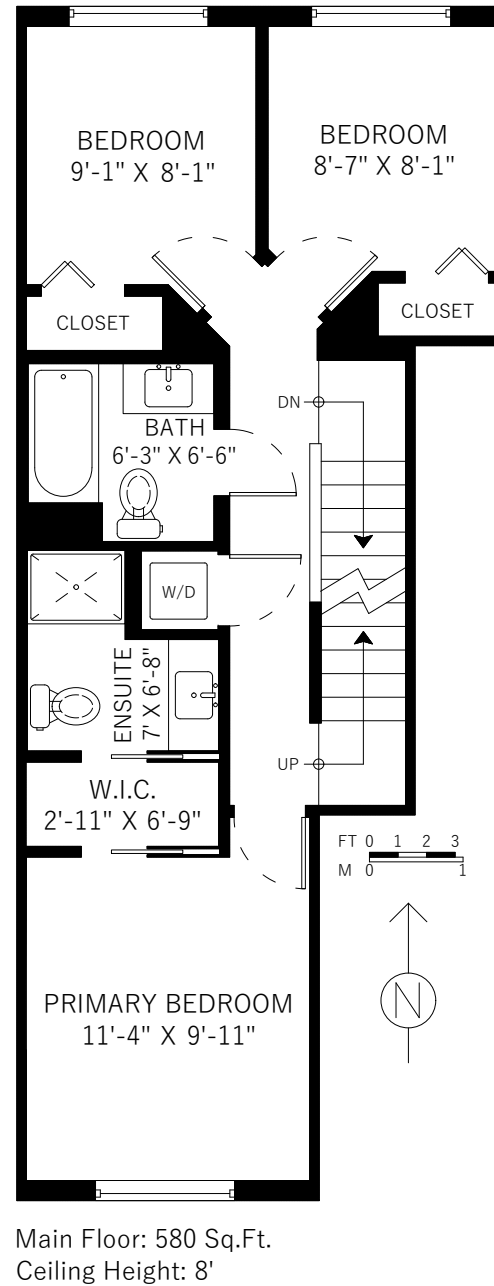 BEDROOM
9'-1" X 8'-1"
BEDROOM
8'-7" X 8'-1"
CLOSET
CLOSET
DN
BATH
6'-3" X 6'-6"
W/D
ENSUITE
7' X 6'-8"
UP
W.I.C.
2'-11" X 6'-9"
FT 0 1 2 3
M 0 1
N
PRIMARY BEDROOM
11'-4" X 9'-11"
Main Floor: 580 Sq.Ft.
Ceiling Height: 8'